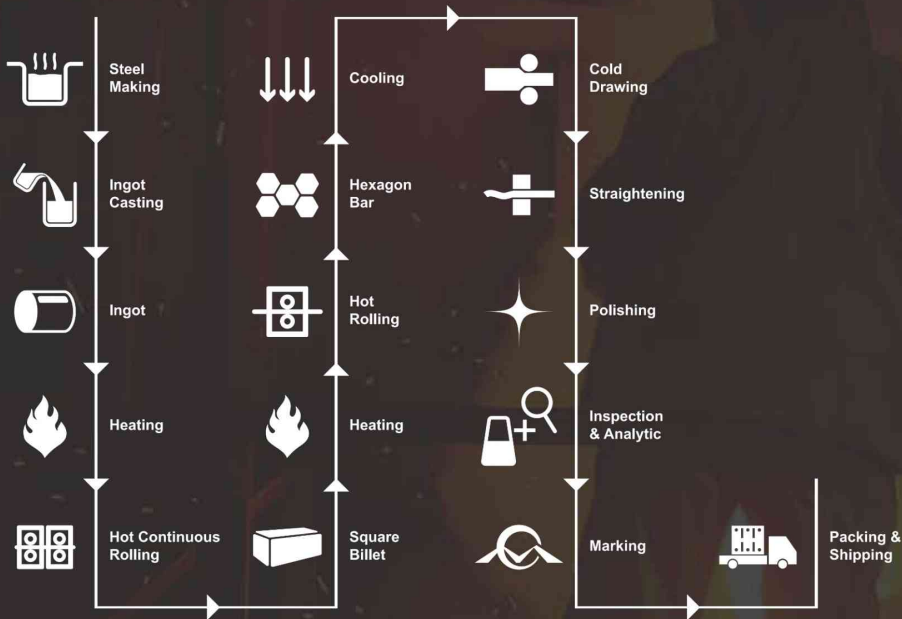 Steel
Making
Ingot
Casting
Ingot
Heating
Hot Continuous
Rolling
Square
Billet
Heating
Hot
Rolling
Hexagon
Bar
Cooling
Cold
Drawing
Straightening
Polishing
Inspection
& Analytic
Marking
Packing &
Shipping